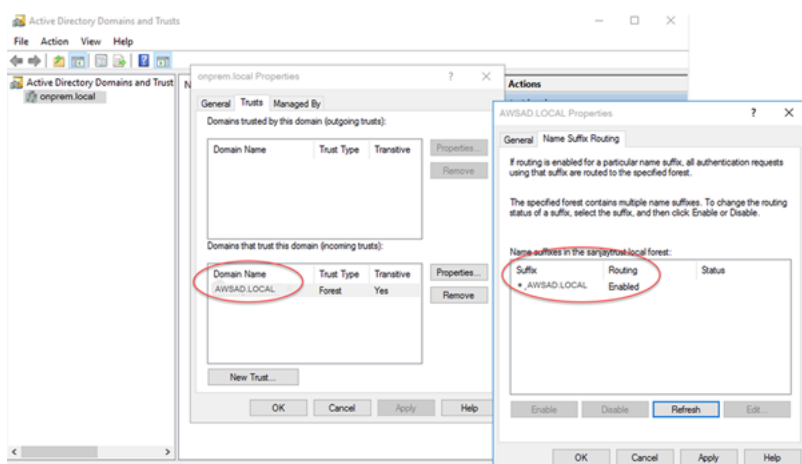 Active Directory Domains and Trusts
File Action View Help
Active Directory Domains and Trust
onprem.local
N
onprem.local Properties
General Trusts Managed By
Domains trusted by this domain (outgoing trusts):
Domain Name Trust Type Transitive
Properties...
Remove
Domains that trust this domain (incoming trusts):
Domain Name Trust Type Transitive
AWSAD.LOCAL Forest Yes
Properties...
Remove
New Trust...
OK Cancel Apply Help
Actions
AWSAD.LOCAL Properties
General Name Suffix Routing
If routing is enabled for a particular name suffix, all authentication requests
using that suffix are routed to the specified forest.
The specified forest contains multiple name suffixes. To change the routing
status of a suffix, select the suffix, and then click Enable or Disable.
Name suffixes in the sanjaytrust.local forest:
Suffix Routing Status
*.AWSAD.LOCAL Enabled
Enable Disable Refresh Edit...
OK Cancel Apply Help